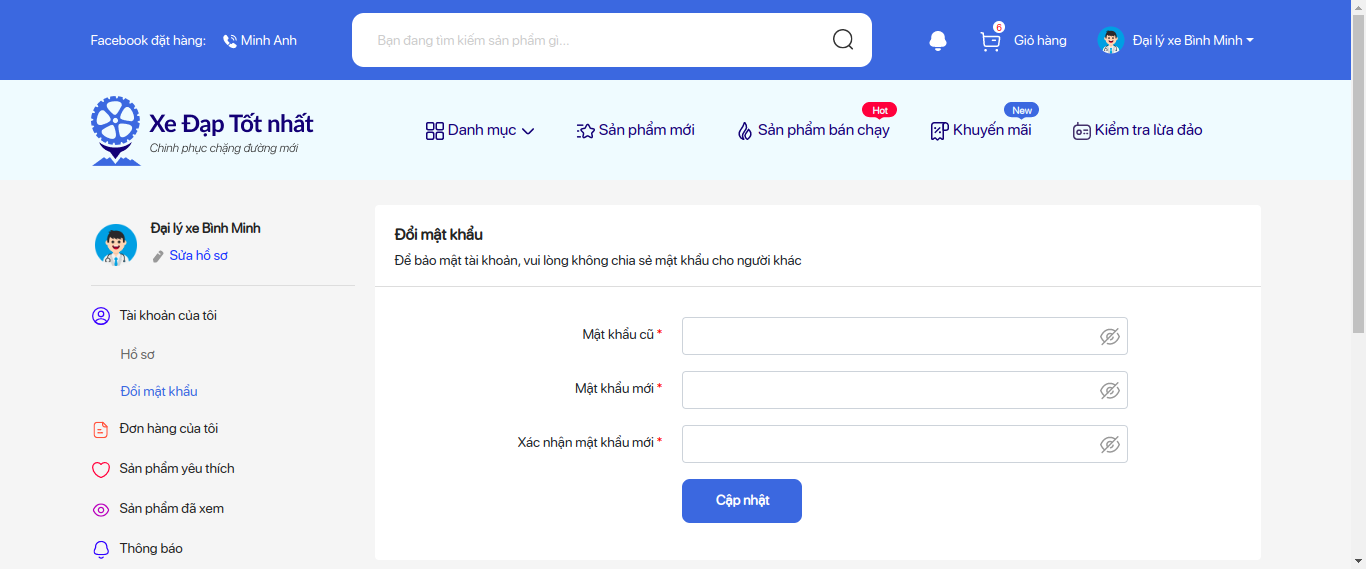 Facebook đặt hàng: Minh Anh
Bạn đang tìm kiếm sản phẩm gì...
6
Giỏ hàng
Đại lý xe Bình Minh
Xe Đạp Tốt nhất
Chinh phục chặng đường mới
Danh mục
Sản phẩm mới
Hot
Sản phẩm bán chạy
New
Khuyến mãi
Kiểm tra lừa đảo
Đại lý xe Bình Minh
Sửa hồ sơ
Tài khoản của tôi
Hồ sơ
Đổi mật khẩu
Đơn hàng của tôi
Sản phẩm yêu thích
Sản phẩm đã xem
Thông báo
Đổi mật khẩu
Để bảo mật tài khoản, vui lòng không chia sẻ mật khẩu cho người khác
Mật khẩu cũ *
Mật khẩu mới *
Xác nhận mật khẩu mới *
Cập nhật